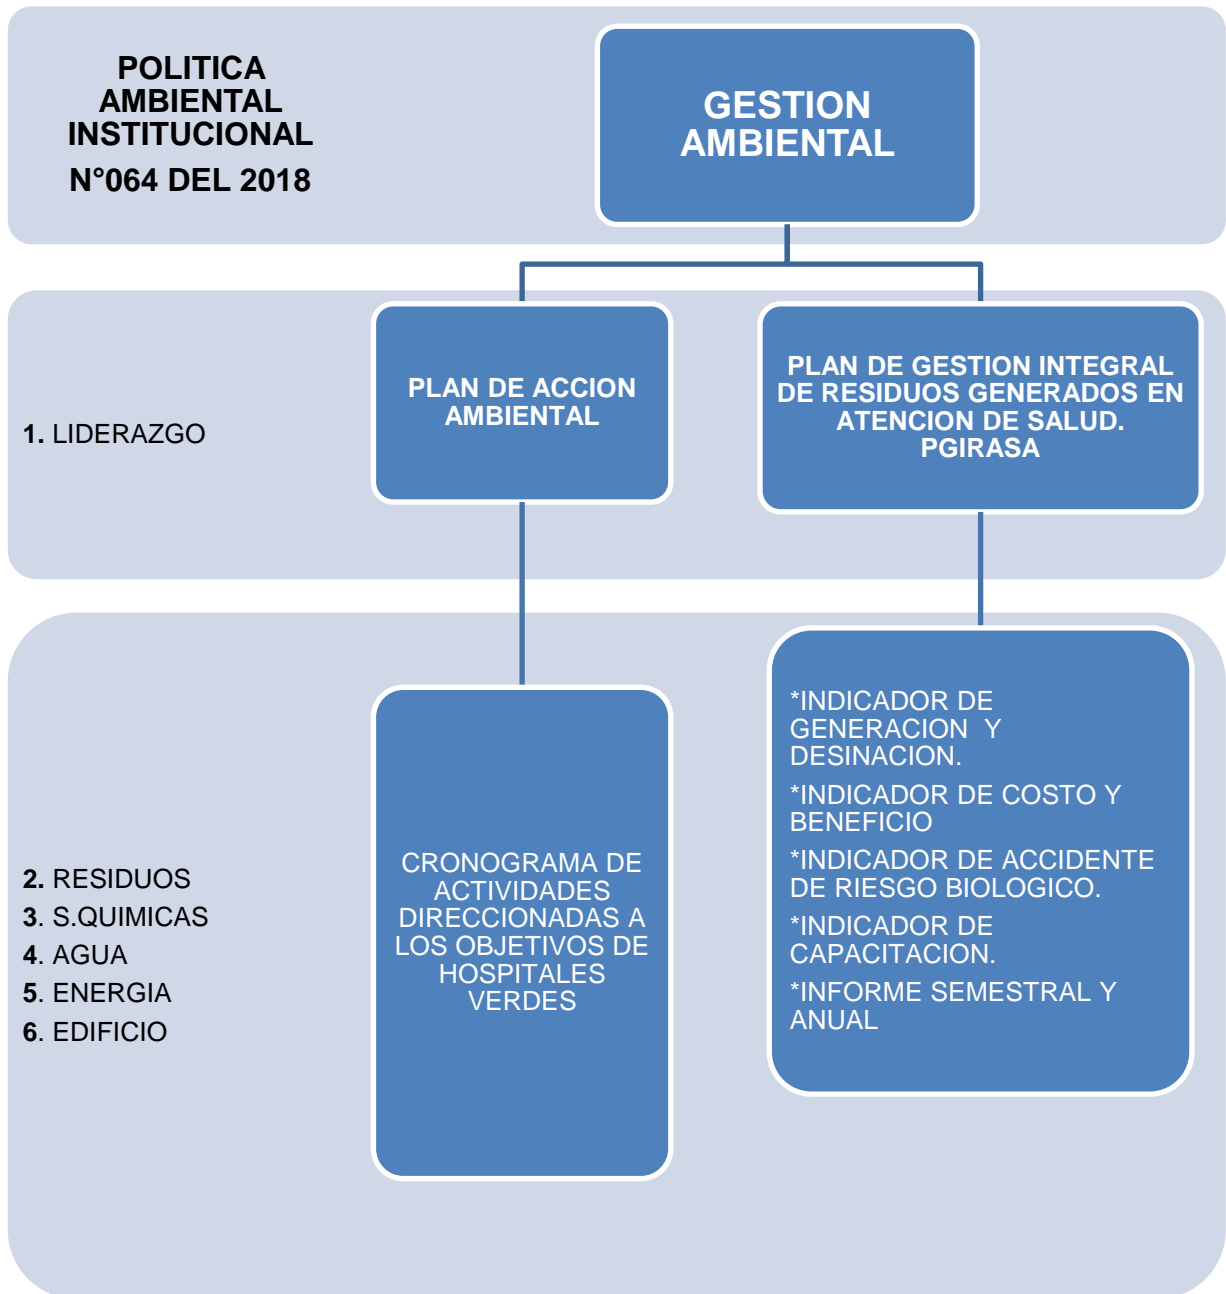 POLITICA
AMBIENTAL
INSTITUCIONAL
N°064 DEL 2018
GESTION
AMBIENTAL
1. LIDERAZGO
PLAN DE ACCION
AMBIENTAL
PLAN DE GESTION INTEGRAL
DE RESIDUOS GENERADOS EN
ATENCION DE SALUD.
PGIRASA
2. RESIDUOS
3. S.QUIMICAS
4. AGUA
5. ENERGIA
6. EDIFICIO
CRONOGRAMA DE
ACTIVIDADES
DIRECCIONADAS A
LOS OBJETIVOS DE
HOSPITALES
VERDES
*INDICADOR DE
GENERACION Y
DESINACION.
*INDICADOR DE COSTO Y
BENEFICIO
*INDICADOR DE ACCIDENTE
DE RIESGO BIOLOGICO.
*INDICADOR DE
CAPACITACION.
*INFORME SEMESTRAL Y
ANUAL